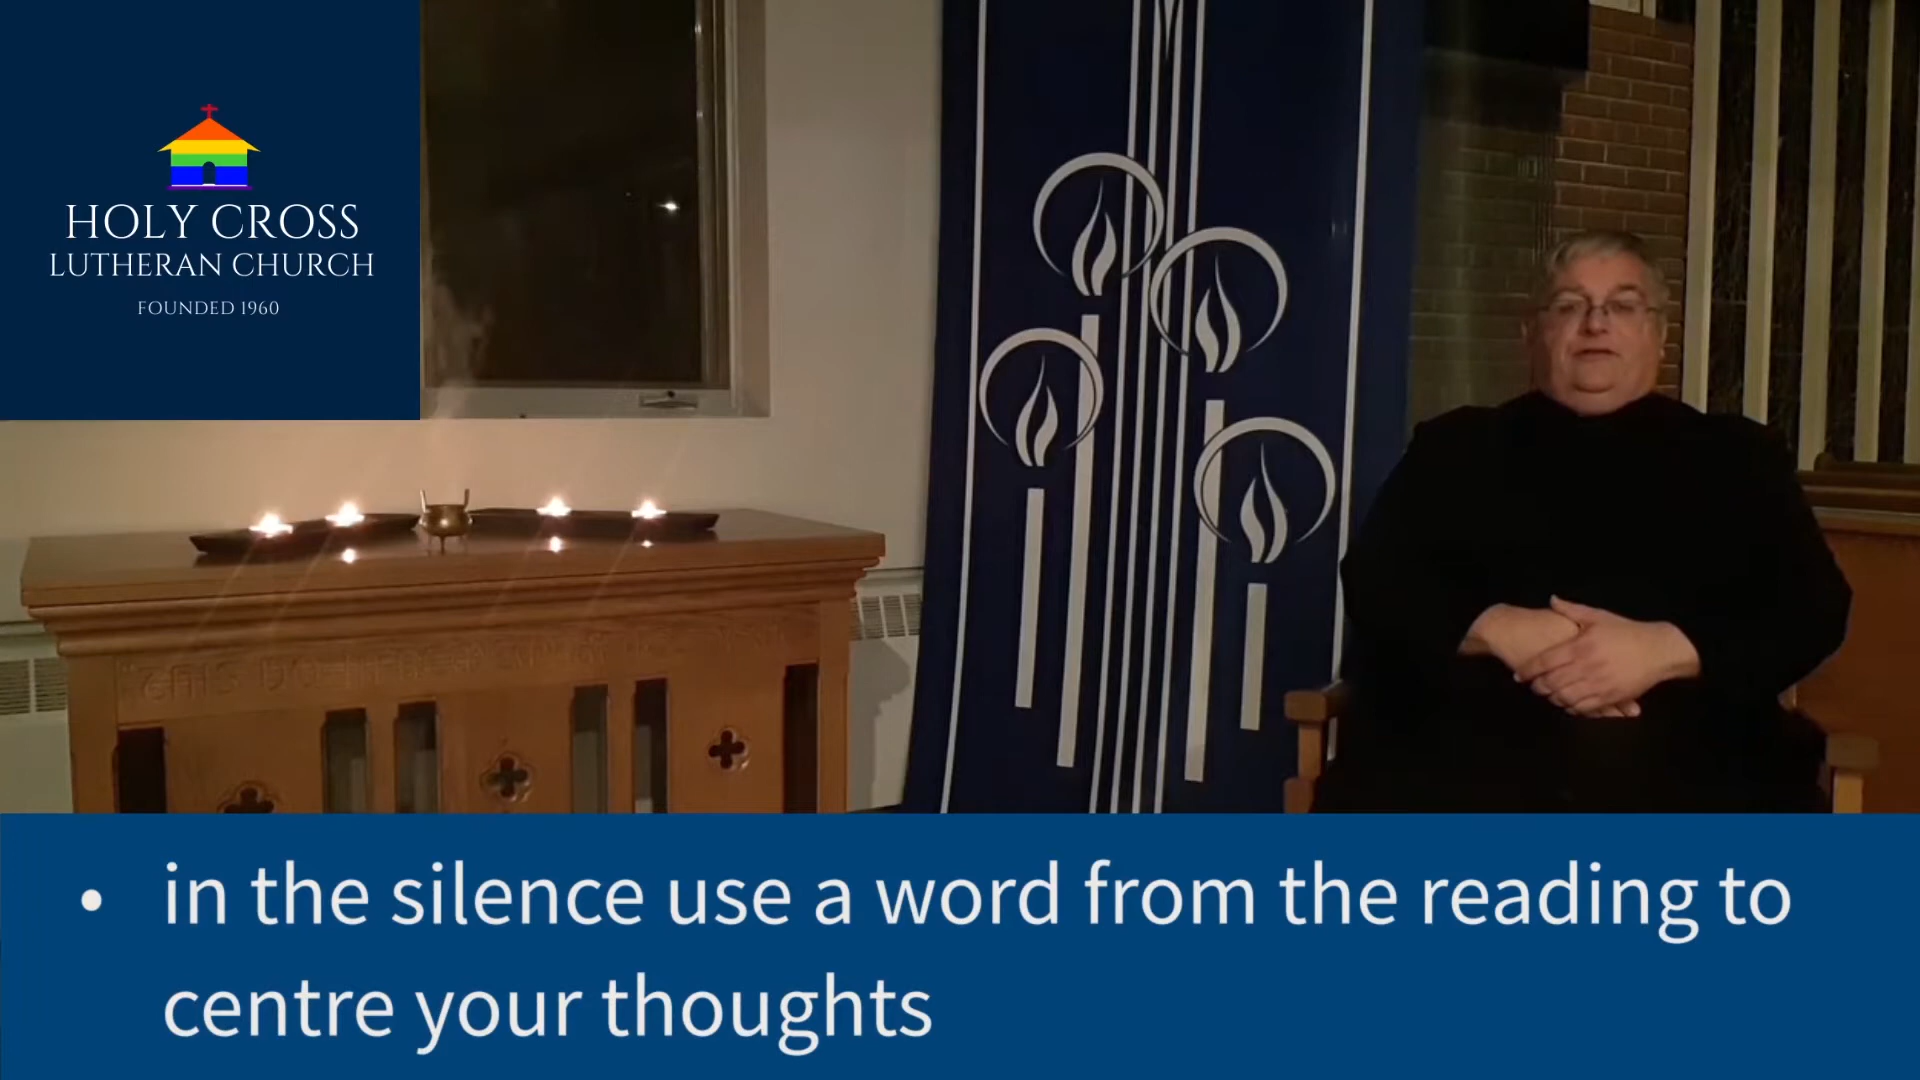 HOLY CROSS
LUTHERAN CHURCH
FOUNDED 1960
• in the silence use a word from the reading to
centre your thoughts